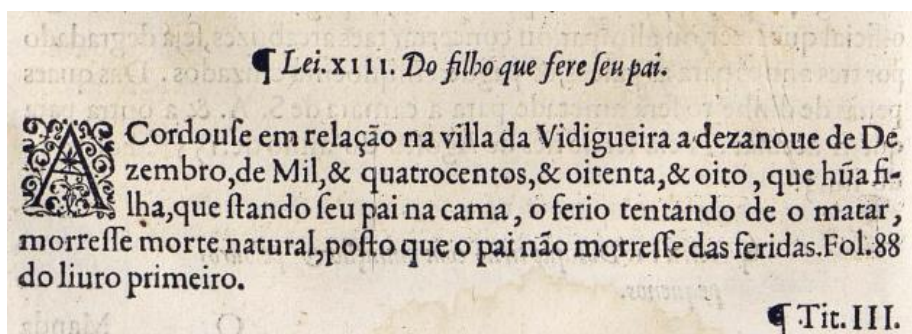 ¶ Lei. XIII. Do filho que fere ſeu pai.
ACordouſe em relação na villa da Vidigueira a dezanoue de De
zembro, de Mil, & quatrocentos, & oitenta, & oito, que hũa fi-
lha, que ſtando ſeu pai na cama, o ferio tentando de o matar,
morreſſe morte natural, poſto que o pai não morreſſe das feridas. Fol. 88
do liuro primeiro.
¶ Tit. III.